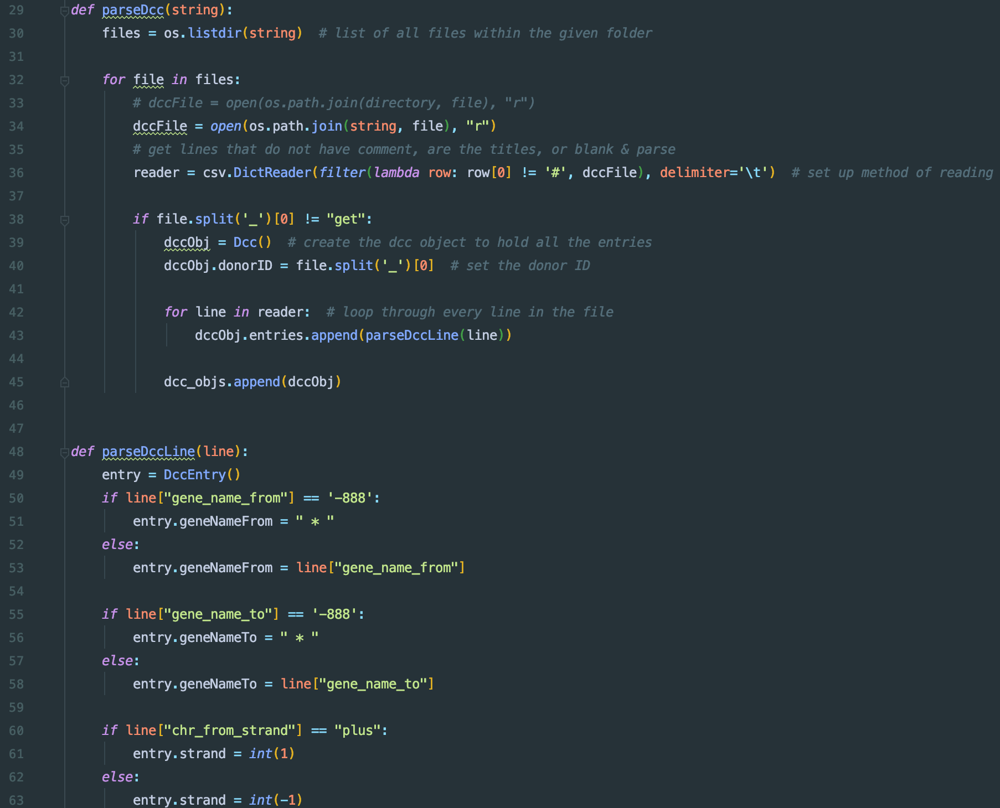 29 def parseDcc(string):
30 files = os.listdir(string)  # list of all files within the given folder
31
32 for file in files:
33 # dccFile = open(os.path.join(directory, file), "r")
34 dccFile = open(os.path.join(string, file), "r")
35 # get lines that do not have comment, are the titles, or blank & parse
36 reader = csv.DictReader(filter(lambda row: row[0] != '#', dccFile), delimiter='\t')  # set up method of reading
37
38 if file.split('_')[0] != "get":
39 dccObj = Dcc()  # create the dcc object to hold all the entries
40 dccObj.donorID = file.split('_')[0]  # set the donor ID
41
42 for line in reader:  # loop through every line in the file
43 dccObj.entries.append(parseDccLine(line))
44
45 dcc_objs.append(dccObj)
46
47
48 def parseDccLine(line):
49 entry = DccEntry()
50 if line["gene_name_from"] == '-888':
51 entry.geneNameFrom = " * "
52 else:
53 entry.geneNameFrom = line["gene_name_from"]
54
55 if line["gene_name_to"] == '-888':
56 entry.geneNameTo = " * "
57 else:
58 entry.geneNameTo = line["gene_name_to"]
59
60 if line["chr_from_strand"] == "plus":
61 entry.strand = int(1)
62 else:
63 entry.strand = int(-1)